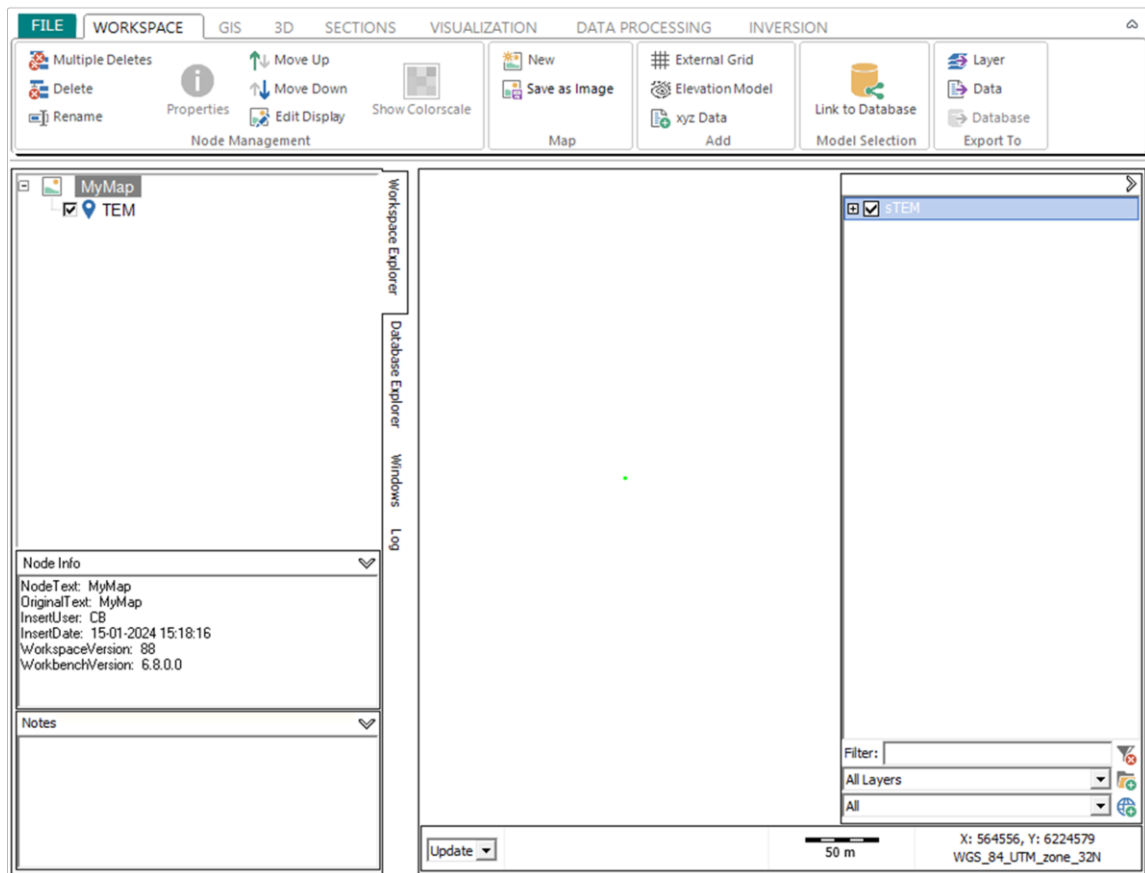 FILE WORKSPACE GIS 3D SECTIONS VISUALIZATION DATA PROCESSING INVERSION
Multiple Deletes
Delete
Rename
Properties
Move Up
Move Down
Edit Display
Show Colorscale
Node Management
New
Save as Image
Map
External Grid
Elevation Model
xyz Data
Add
Link to Database
Model Selection
Layer
Data
Database
Export To
MyMap
TEM
Workspace Explorer
Database Explorer
Windows
Log
Node Info
NodeText: MyMap
OriginalText: MyMap
InsertUser: CB
InsertDate: 15-01-2024 15:18:16
WorkspaceVersion: 88
WorkbenchVersion: 6.8.0.0
Notes
sTEM
Filter:
All Layers
All
Update
50 m
X: 564556, Y: 6224579
WGS_84_UTM_zone_32N